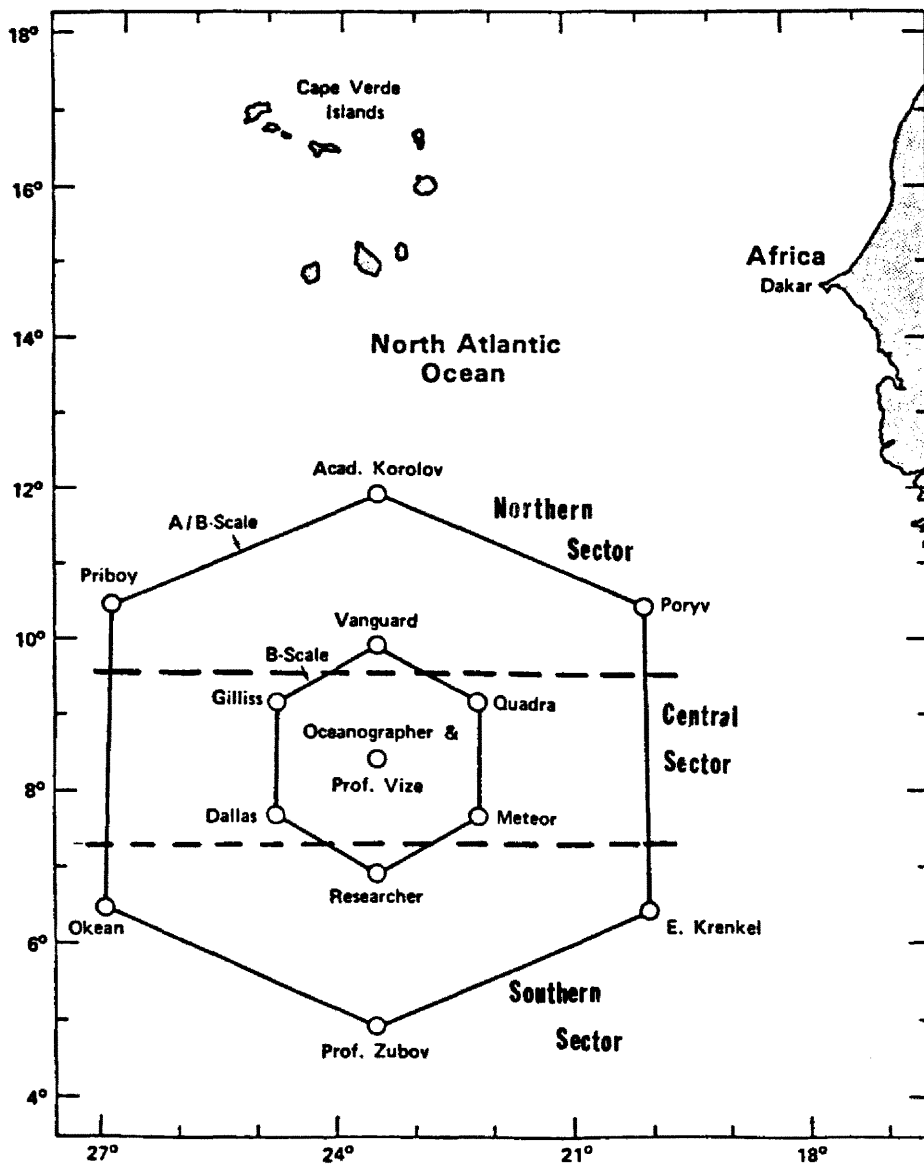 18°
Cape Verde
Islands
16°
Africa
Dakar
14°
North Atlantic
Ocean
12°
Acad. Korolov
Northern
Sector
A/B-Scale
Priboy
Poryv
10°
Vanguard
B-Scale
Gilliss
Quadra
Central
Sector
Oceanographer &
Prof. Vize
8°
Dallas
Meteor
Researcher
Okean
E. Krenkel
6°
Southern
Sector
Prof. Zubov
4°
27°
24°
21°
18°